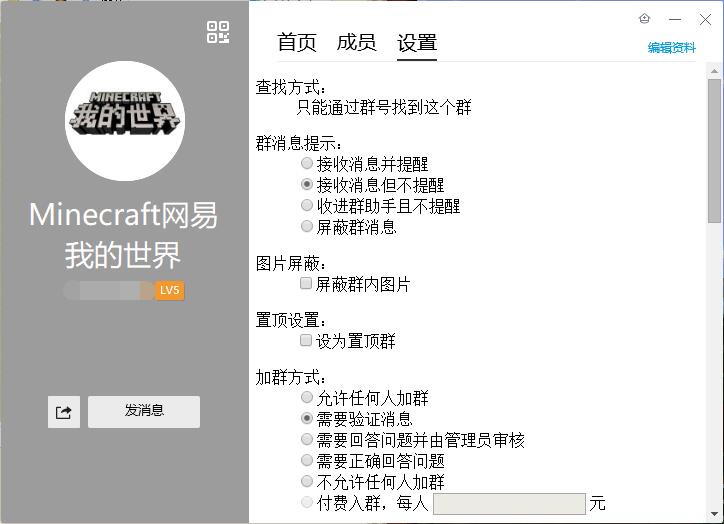 首页 成员 设置
编辑资料
MINECRAFT
我的世界
Minecraft网易
我的世界
LV5
发消息
查找方式：
只能通过群号找到这个群
群消息提示：
接收消息并提醒
接收消息但不提醒
收进群助手且不提醒
屏蔽群消息
图片屏蔽：
屏蔽群内图片
置顶设置：
设为置顶群
加群方式：
允许任何人加群
需要验证消息
需要回答问题并由管理员审核
需要正确回答问题
不允许任何人加群
付费入群，每人 元